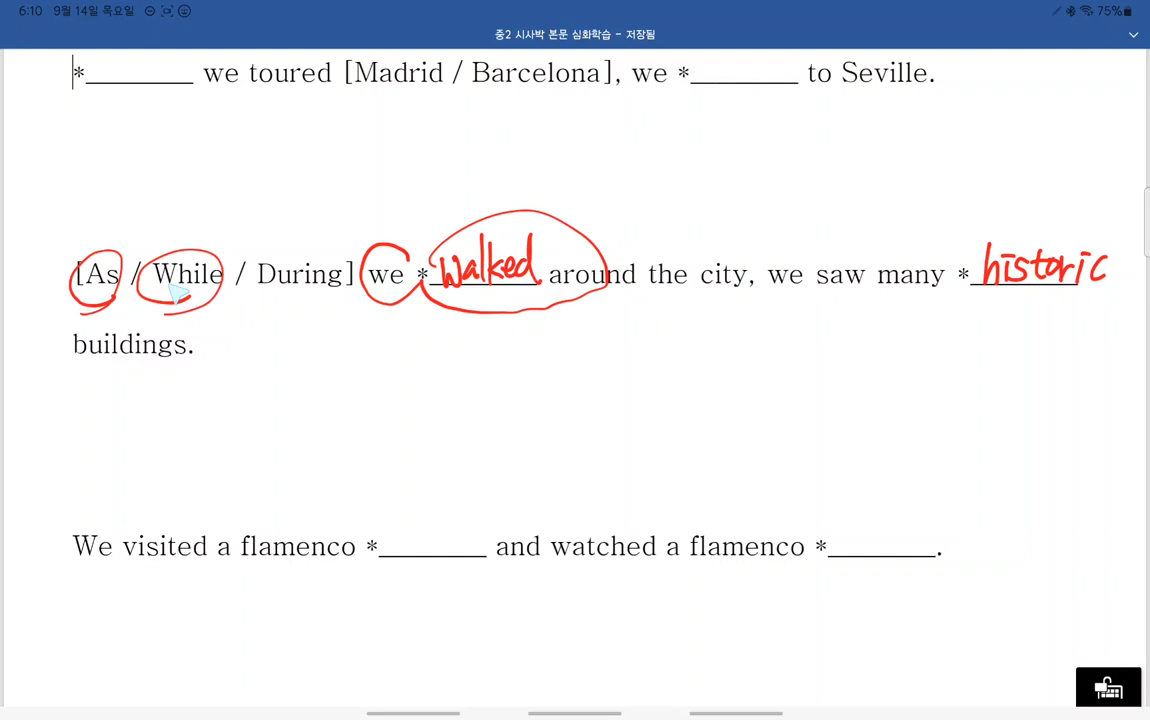 6:10 9월 14일 목요일 75%
중2 시사박 본문 심화학습 - 저장됨
*________ we toured [Madrid / Barcelona], we *________ to Seville.
[As / While / During] we *walked around the city, we saw many *historic
buildings.
We visited a flamenco *________ and watched a flamenco *________.